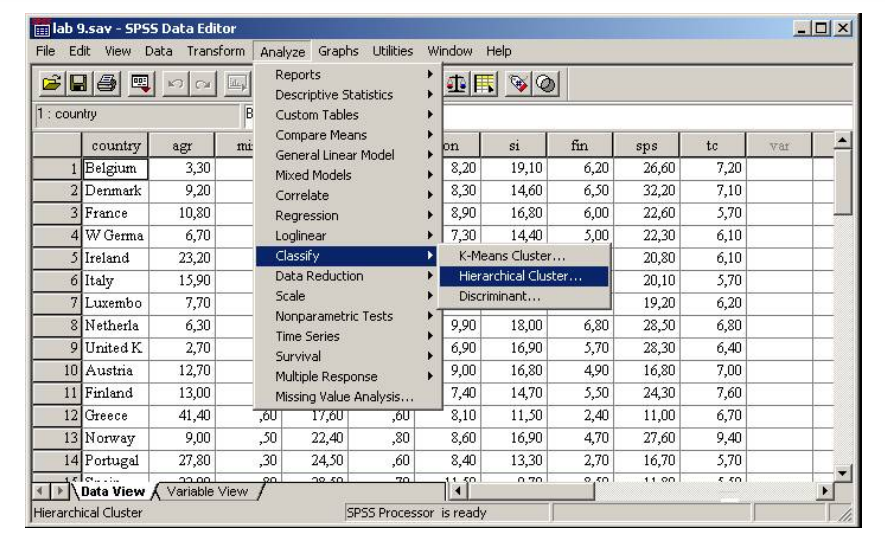 lab 9.sav - SPSS Data Editor
File Edit View Data Transform Analyze Graphs Utilities Window Help
1 : country
Reports
Descriptive Statistics
Custom Tables
Compare Means
General Linear Model
Mixed Models
Correlate
Regression
Loglinear
Classify
Data Reduction
Scale
Nonparametric Tests
Time Series
Survival
Multiple Response
Missing Value Analysis...
K-Means Cluster...
Hierarchical Cluster...
Discriminant...
country agr mi on si fin sps tc var
1 Belgium 3,30 8,20 19,10 6,20 26,60 7,20
2 Denmark 9,20 8,30 14,60 6,50 32,20 7,10
3 France 10,80 8,90 16,80 6,00 22,60 5,70
4 W Germa 6,70 7,30 14,40 5,00 22,30 6,10
5 Ireland 23,20 20,80 6,10
6 Italy 15,90 20,10 5,70
7 Luxembo 7,70 19,20 6,20
8 Netherla 6,30 9,90 18,00 6,80 28,50 6,80
9 United K 2,70 6,90 16,90 5,70 28,30 6,40
10 Austria 12,70 9,00 16,80 4,90 16,80 7,00
11 Finland 13,00 7,40 14,70 5,50 24,30 7,60
12 Greece 41,40 ,60 17,60 ,60 8,10 11,50 2,40 11,00 6,70
13 Norway 9,00 ,50 22,40 ,80 8,60 16,90 4,70 27,60 9,40
14 Portugal 27,80 ,30 24,50 ,60 8,40 13,30 2,70 16,70 5,70
Data View Variable View
Hierarchical Cluster SPSS Processor is ready